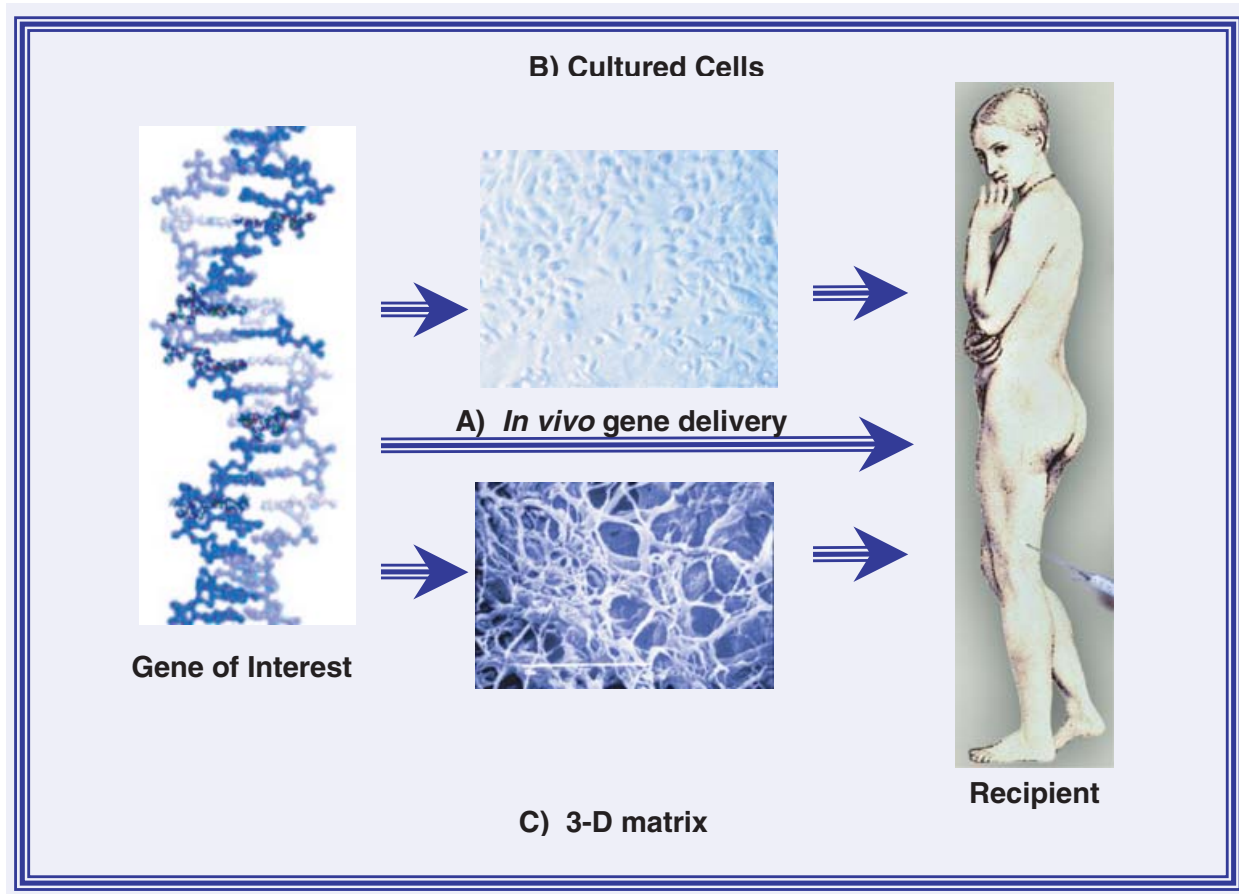 B) Cultured Cells
A) In vivo gene delivery
Gene of Interest
Recipient
C) 3-D matrix